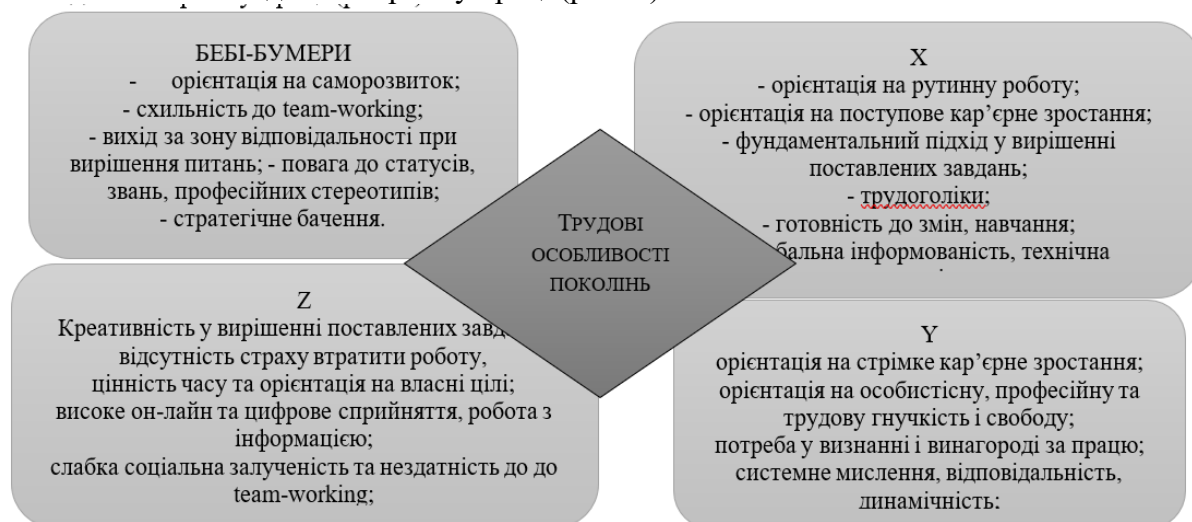 БЕБІ-БУМЕРИ
- орієнтація на саморозвиток;
- схильність до team-working;
- вихід за зону відповідальності при
вирішення питань; - повага до статусів,
звань, професійних стереотипів;
- стратегічне бачення.
Х
- орієнтація на рутинну роботу;
- орієнтація на поступове кар’єрне зростання;
- фундаментальний підхід у вирішенні
поставлених завдань;
- трудоголіки;
- готовність до змін, навчання;
інформованість, технічна
ТРУДОВІ
ОСОБЛИВОСТІ
ПОКОЛІНЬ
Z
Креативність у вирішенні поставлених
відсутність страху втратити роботу,
цінність часу та орієнтація на власні цілі;
високе он-лайн та цифрове сприйняття, робота з
інформацією;
слабка соціальна залученість та нездатність до до
team-working;
Y
орієнтація на стрімке кар’єрне зростання;
орієнтація на особистісну, професійну та
трудову гнучкість і свободу;
потреба у визнанні і винагороді за працю;
системне мислення, відповідальність,
динамічність;